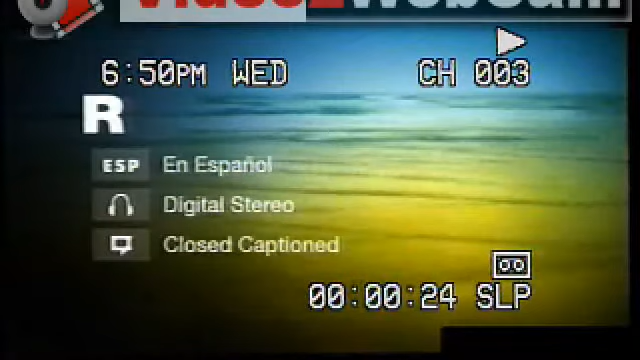 Video2Webcam
6:50PM WED CH 003
R
ESP En Español
Digital Stereo
Closed Captioned
00:00:24 SLP